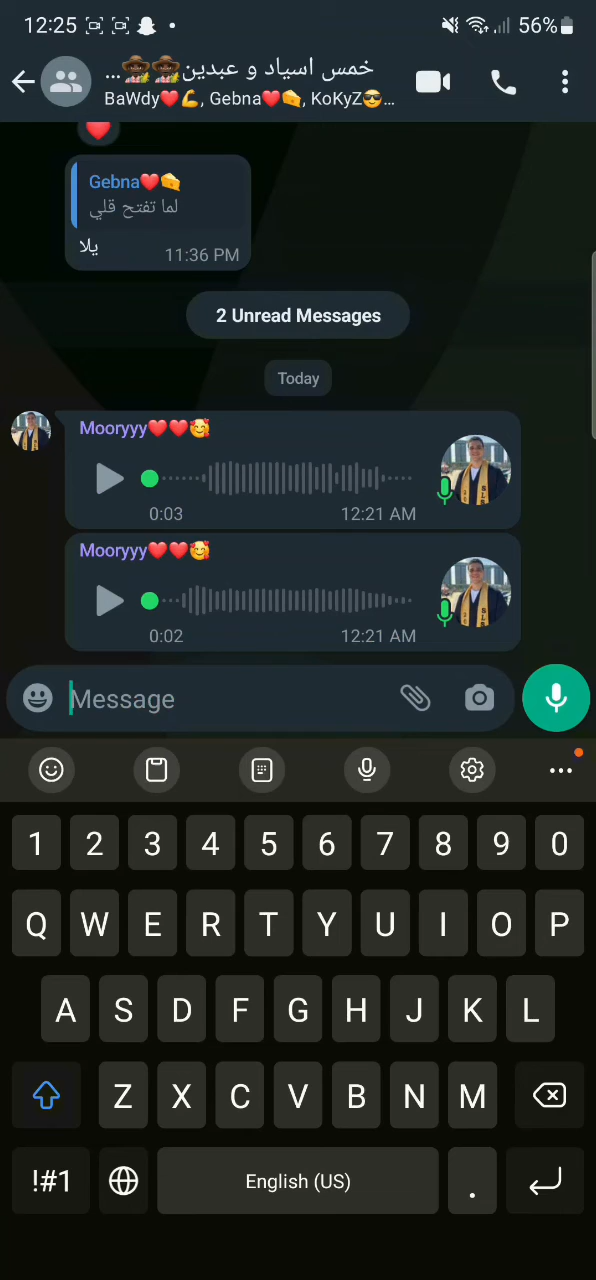 12:25
56%
خمس اسياد و عبدين👨🏿‍🌾👨🏿‍🌾...
BaWdy❤️💪, Gebna❤️🧀, KoKyZ😎...
Gebna❤️🧀
لما تفتح قلي
يلا
11:36 PM
2 Unread Messages
Today
Mooryyy❤️❤️🥰
0:03 12:21 AM
Mooryyy❤️❤️🥰
0:02 12:21 AM
Message
1 2 3 4 5 6 7 8 9 0
Q W E R T Y U I O P
A S D F G H J K L
Z X C V B N M
!#1 English (US) .